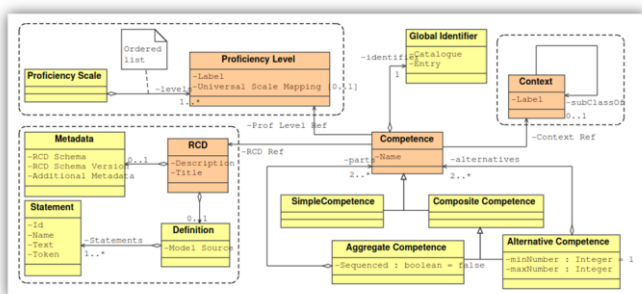 Ordered
list
Proficiency Scale
-levels
1..*
Proficiency Level
-Label
-Universal Scale Mapping [0..1]
-identifier
1
Global Identifier
-Catalogue
-Entry
Context
-Label
-subClassOf
0..1
-Prof Level Ref
-Context Ref
Metadata
-RCD Schema
-RCD Schema Version
-Additional Metadata
0..1
RCD
-Description
-Title
-RCD Ref
Competence
-Name
-parts
2..*
-alternatives
2..*
0..1
Statement
-Id
-Name
-Text
-Token
-Statements
1..*
Definition
-Model Source
SimpleCompetence
Composite Competence
Aggregate Competence
-Sequenced : boolean = false
Alternative Competence
-minNumber : Integer = 1
-maxNumber : Integer